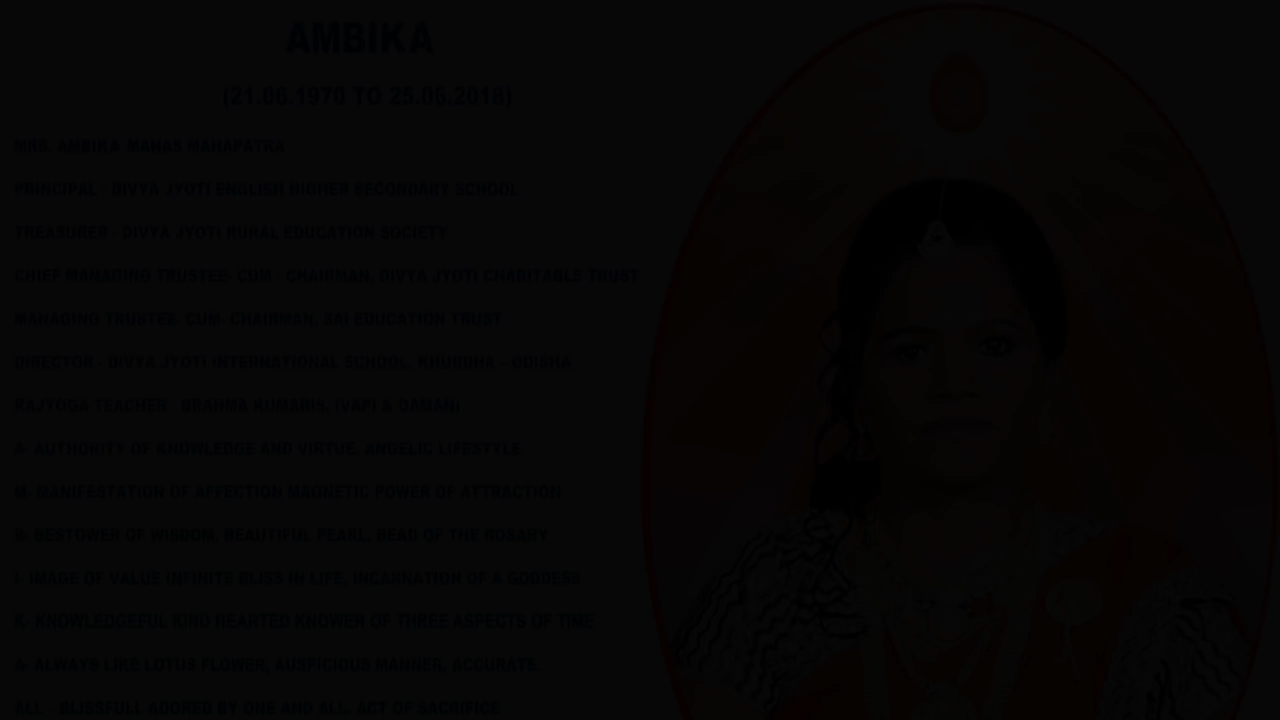 AMBIKA
(21.06.1970 TO 25.06.2018)
MRS. AMBIKA MANAS MAHAPATRA
PRINCIPAL - DIVYA JYOTI ENGLISH HIGHER SECONDARY SCHOOL
TREASURER - DIVYA JYOTI RURAL EDUCATION SOCIETY
CHIEF MANAGING TRUSTEE- CUM - CHAIRMAN, DIVYA JYOTI CHARITABLE TRUST
MANAGING TRUSTEE- CUM- CHAIRMAN, SAI EDUCATION TRUST
DIRECTOR - DIVYA JYOTI INTERNATIONAL SCHOOL, ODISHA
RAJYOGA TEACHER - BRAHMA KUMARIS, (VAPI & DAMAN)
A- AUTHORITY OF KNOWLEDGE AND VIRTUE, ANGELIC LIFESTYLE
M- MANIFESTATION OF AFFECTION MAGNETIC POWER OF ATTRACTION
B- BESTOWER OF WISDOM, BEAUTIFUL PEARL, BEAD OF THE ROSARY
I- IMAGE OF VALUE INFINITE BLISS IN LIFE, INCARNATION OF A GODDESS
K- KNOWLEDGEFUL KIND HEARTED KNOWER OF THREE ASPECTS OF TIME
A- ALWAYS LIKE LOTUS FLOWER, AUSPICIOUS MANNER, ACCURATE.
ALL - BLISSFULL ADORED BY ONE AND ALL, ACT OF SACRIFICE